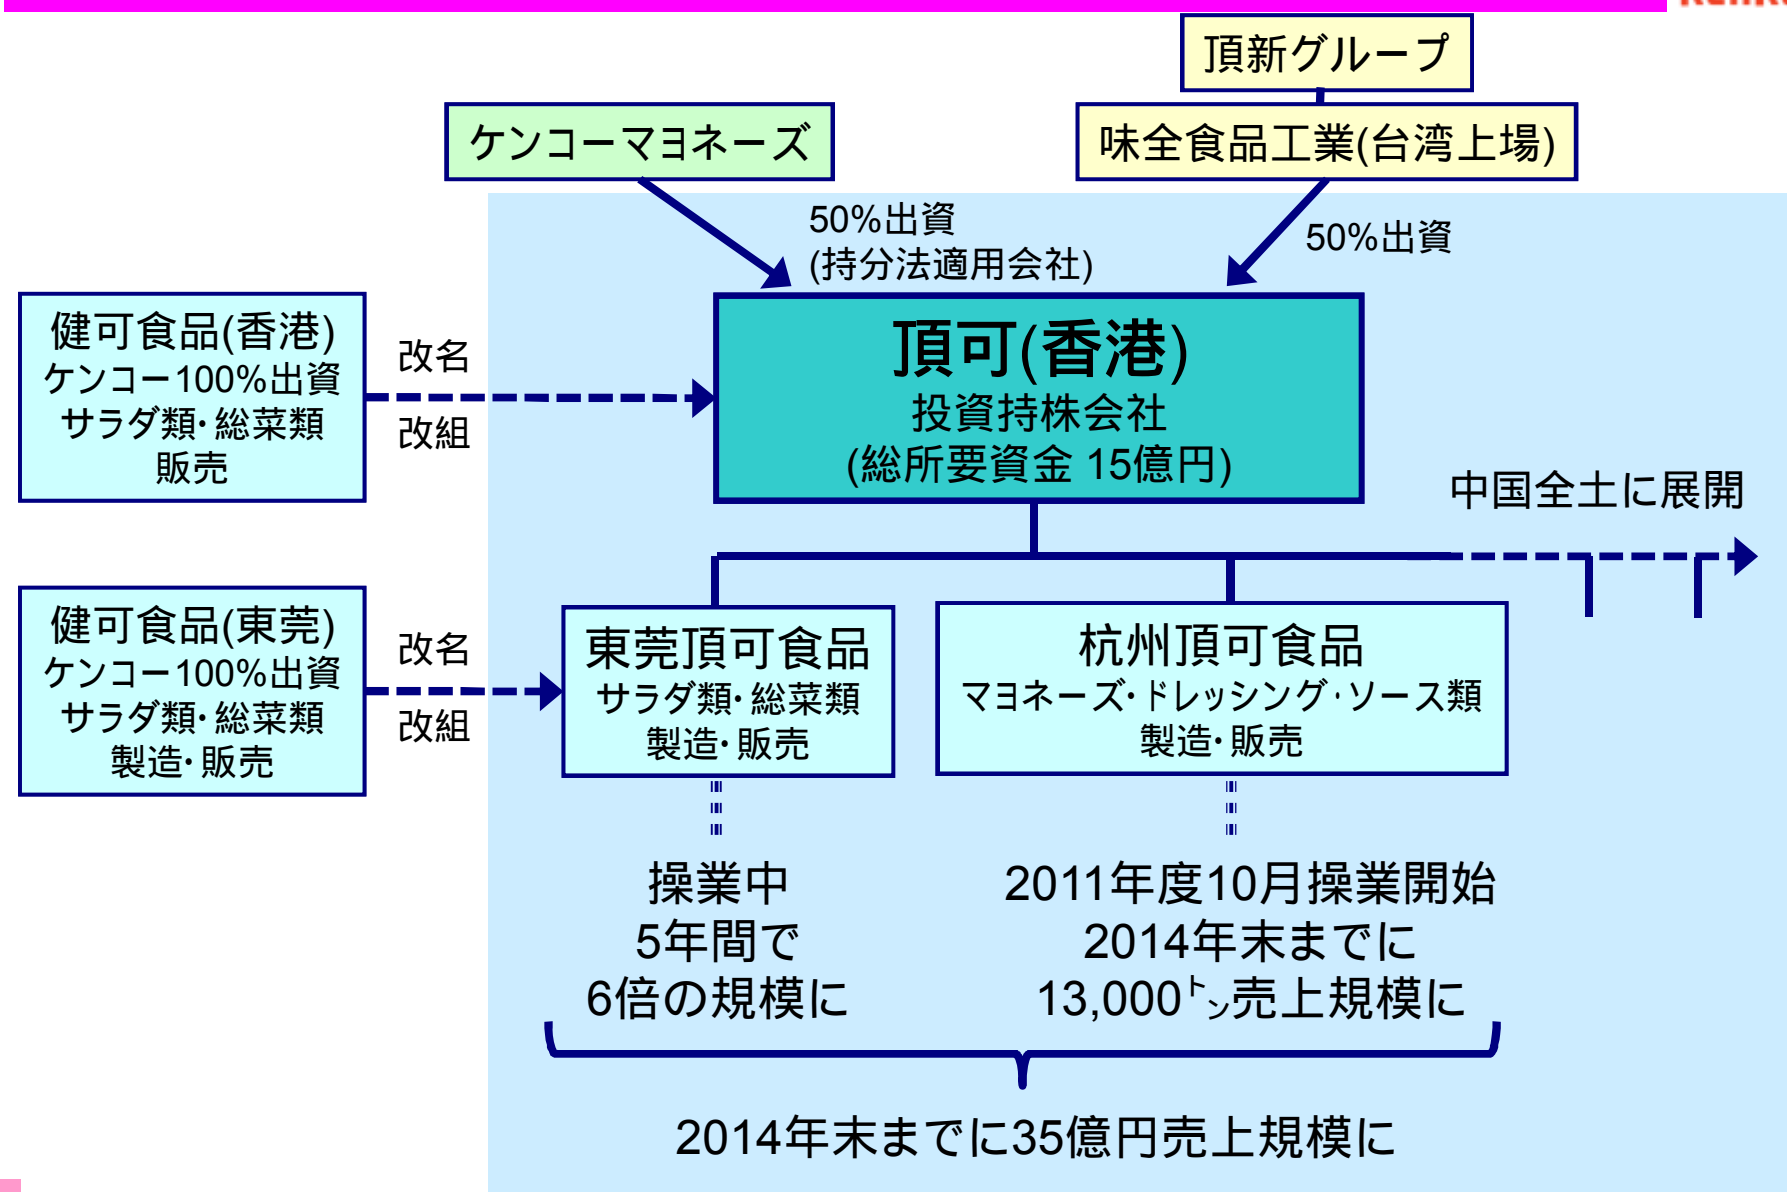 頂新グループ
ケンコーマヨネーズ
味全食品工業(台湾上場)
50%出資
(持分法適用会社)
50%出資
健可食品(香港)
ケンコー100%出資
サラダ類・総菜類
販売
改名
改組
頂可(香港)
投資持株会社
(総所要資金 15億円)
中国全土に展開
健可食品(東莞)
ケンコー100%出資
サラダ類・総菜類
製造・販売
改名
改組
東莞頂可食品
サラダ類・総菜類
製造・販売
杭州頂可食品
マヨネーズ・ドレッシング・ソース類
製造・販売
操業中
5年間で
6倍の規模に
2011年度10月操業開始
2014年末までに
13,000㌧売上規模に
2014年末までに35億円売上規模に